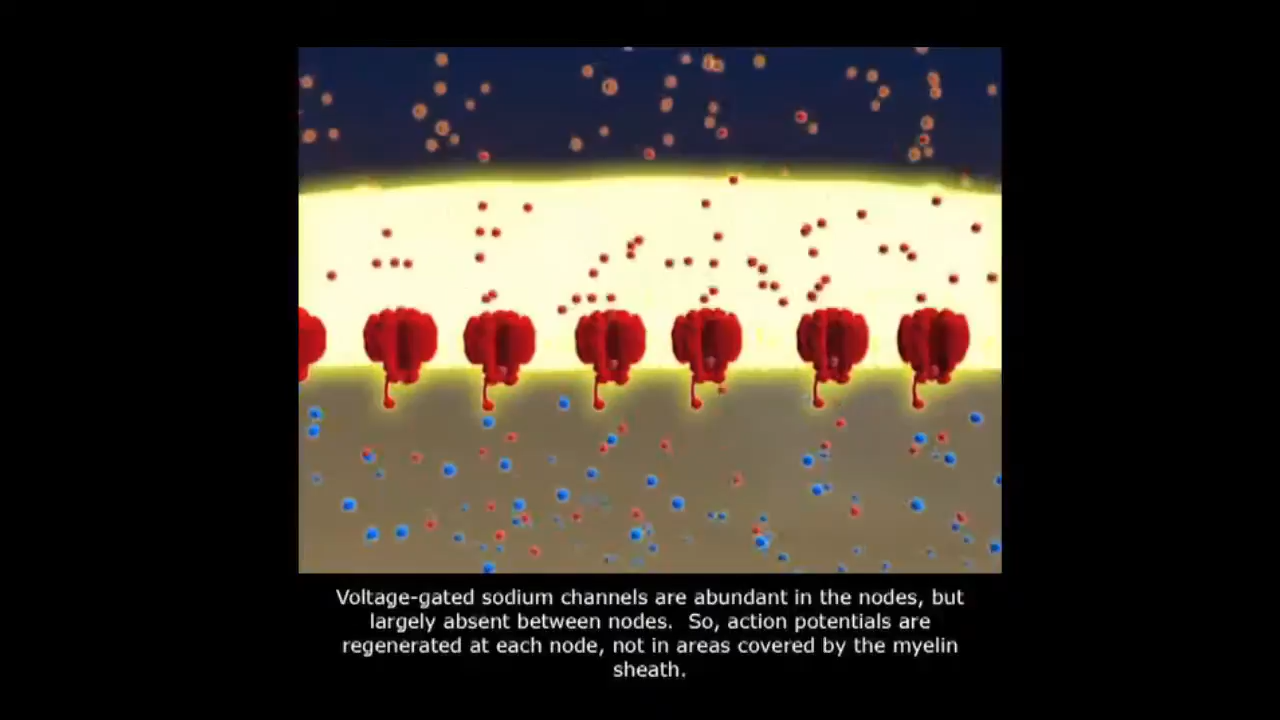 Voltage-gated sodium channels are abundant in the nodes, but
largely absent between nodes.  So, action potentials are
regenerated at each node, not in areas covered by the myelin
sheath.